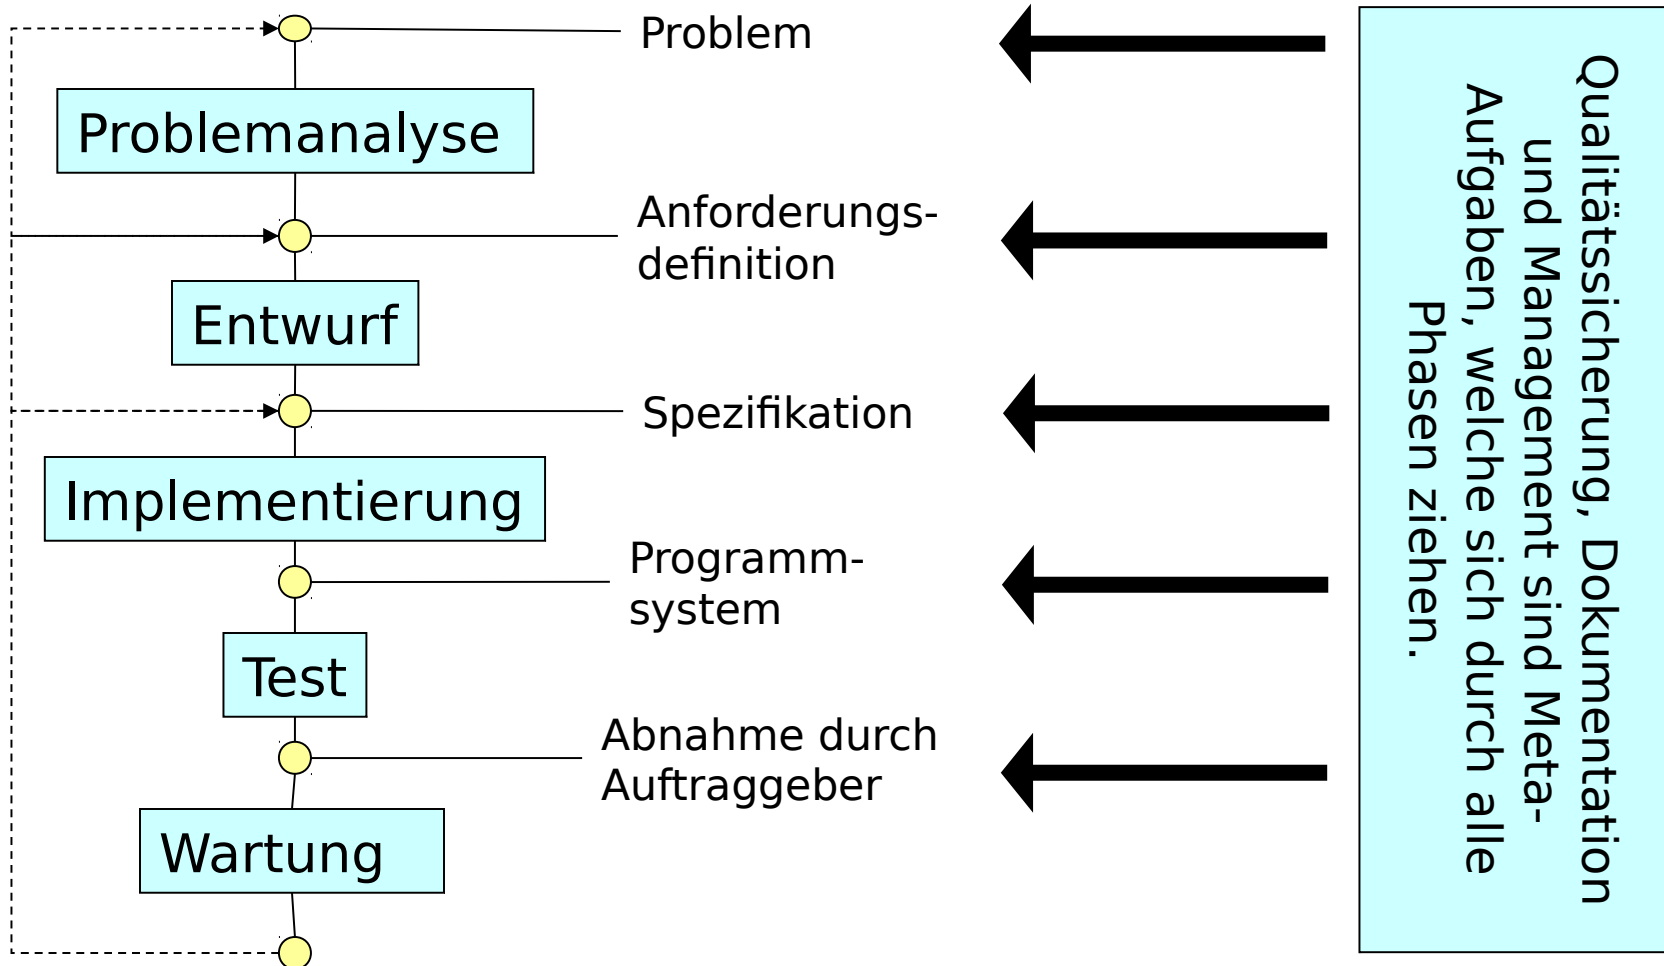 Problem
Problemanalyse
Anforderungs-
definition
Entwurf
Spezifikation
Implementierung
Programm-
system
Test
Abnahme durch
Auftraggeber
Wartung
Qualitätssicherung, Dokumentation
und Management sind Meta-
Aufgaben, welche sich durch alle
Phasen ziehen.